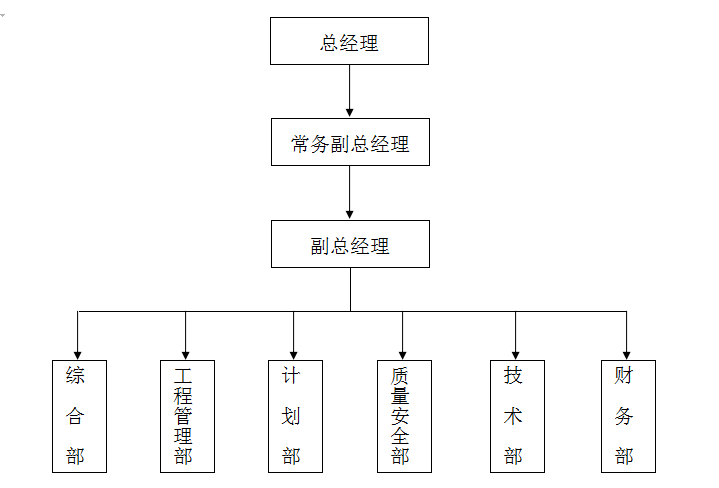 总经理
常务副总经理
副总经理
综合部
工程管理部
计划部
质量安全部
技术部
财务部